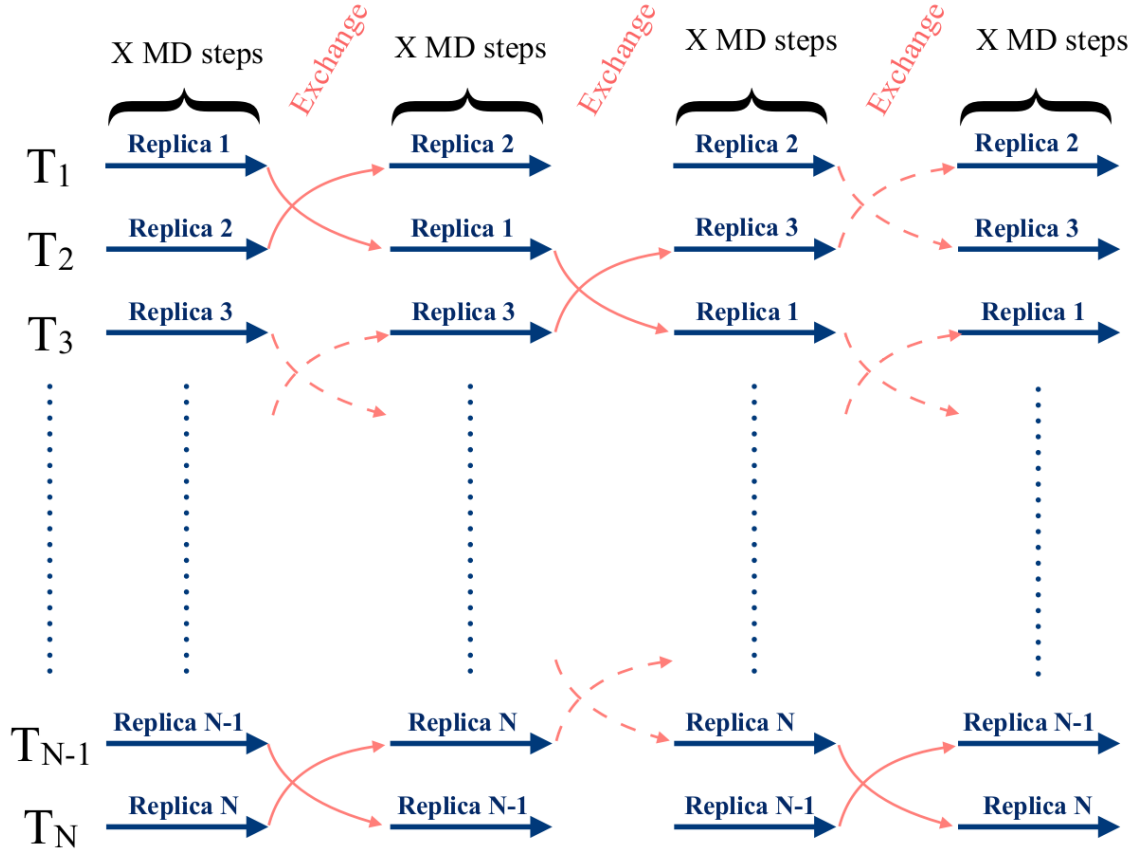 X MD steps Exchange X MD steps Exchange X MD steps Exchange X MD steps
T1 Replica 1 Replica 2 Replica 2 Replica 2
T2 Replica 2 Replica 1 Replica 3 Replica 3
T3 Replica 3 Replica 3 Replica 1 Replica 1
TN-1 Replica N-1 Replica N Replica N Replica N-1
TN Replica N Replica N-1 Replica N-1 Replica N